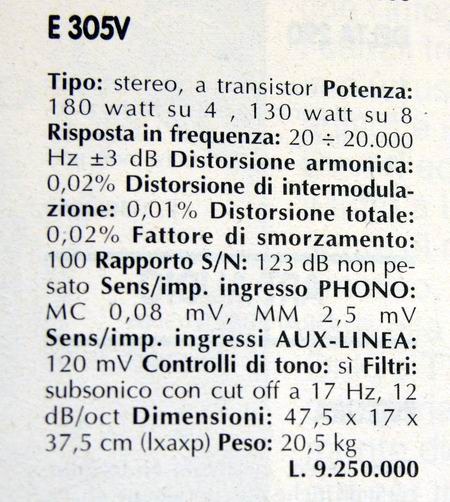 E 305V
Tipo: stereo, a transistor Potenza:
180 watt su 4 , 130 watt su 8
Risposta in frequenza: 20 ÷ 20.000
Hz ±3 dB Distorsione armonica:
0,02% Distorsione di intermodula-
zione: 0,01% Distorsione totale:
0,02% Fattore di smorzamento:
100 Rapporto S/N: 123 dB non pe-
sato Sens/imp. ingresso PHONO:
MC 0,08 mV, MM 2,5 mV
Sens/imp. ingressi AUX-LINEA:
120 mV Controlli di tono: sì Filtri:
subsonico con cut off a 17 Hz, 12
dB/oct Dimensioni: 47,5 x 17 x
37,5 cm (lxaxp) Peso: 20,5 kg
L. 9.250.000